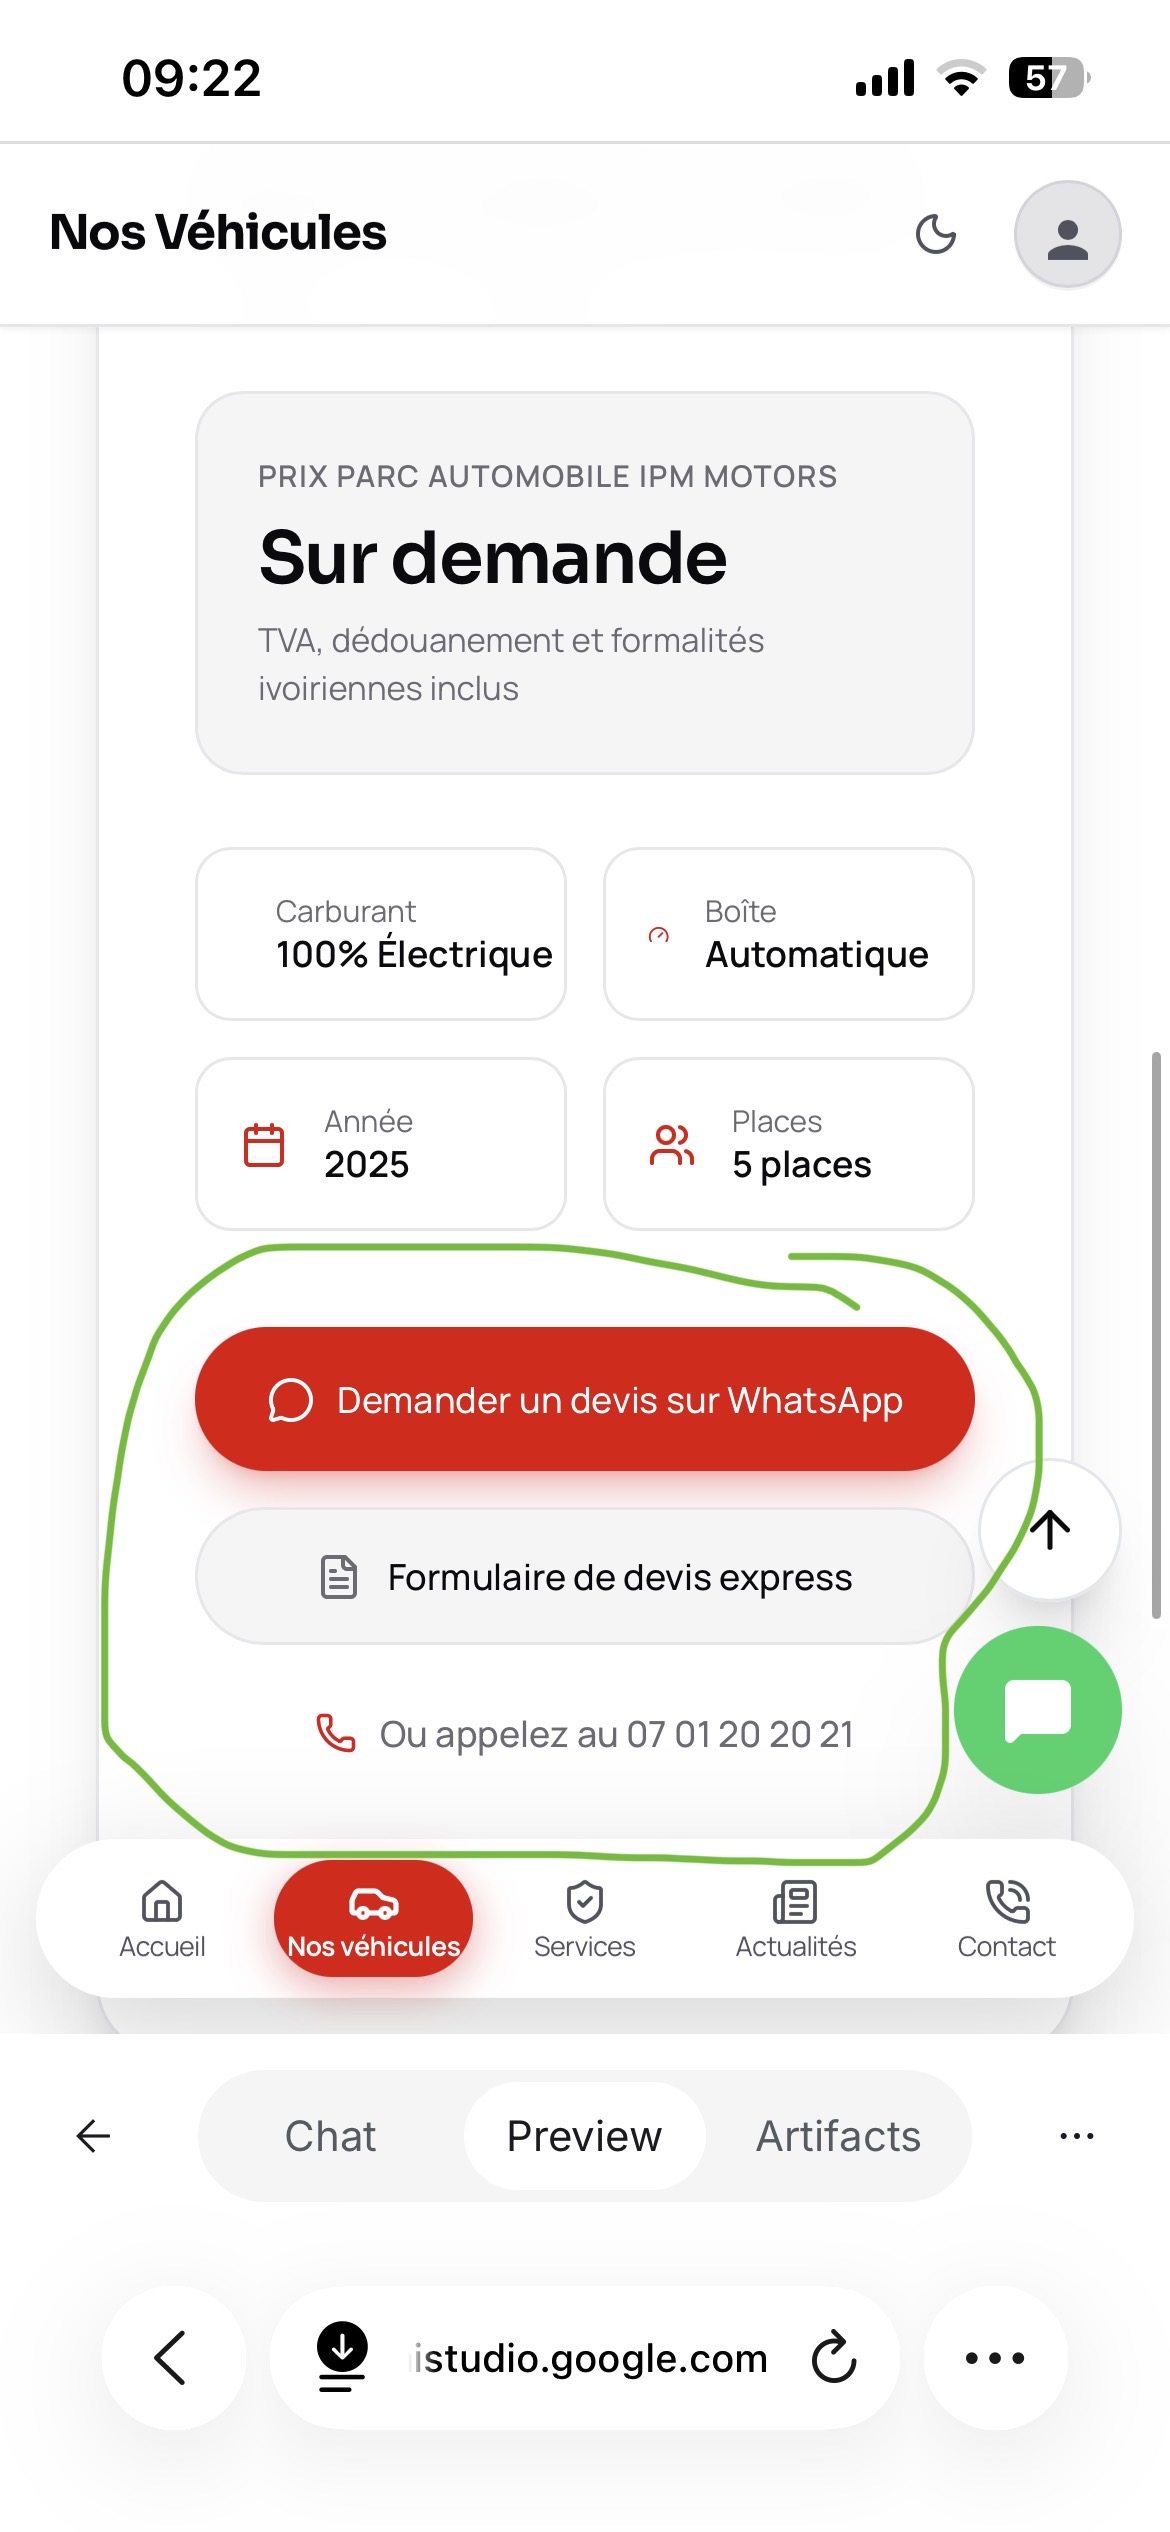 09:22
57
Nos Véhicules
PRIX PARC AUTOMOBILE IPM MOTORS
Sur demande
TVA, dédouanement et formalités
ivoiriennes inclus
Carburant
100% Électrique
Boîte
Automatique
Année
2025
Places
5 places
Demander un devis sur WhatsApp
Formulaire de devis express
Ou appelez au 07 01 20 20 21
Accueil
Nos véhicules
Services
Actualités
Contact
Chat
Preview
Artifacts
istudio.google.com